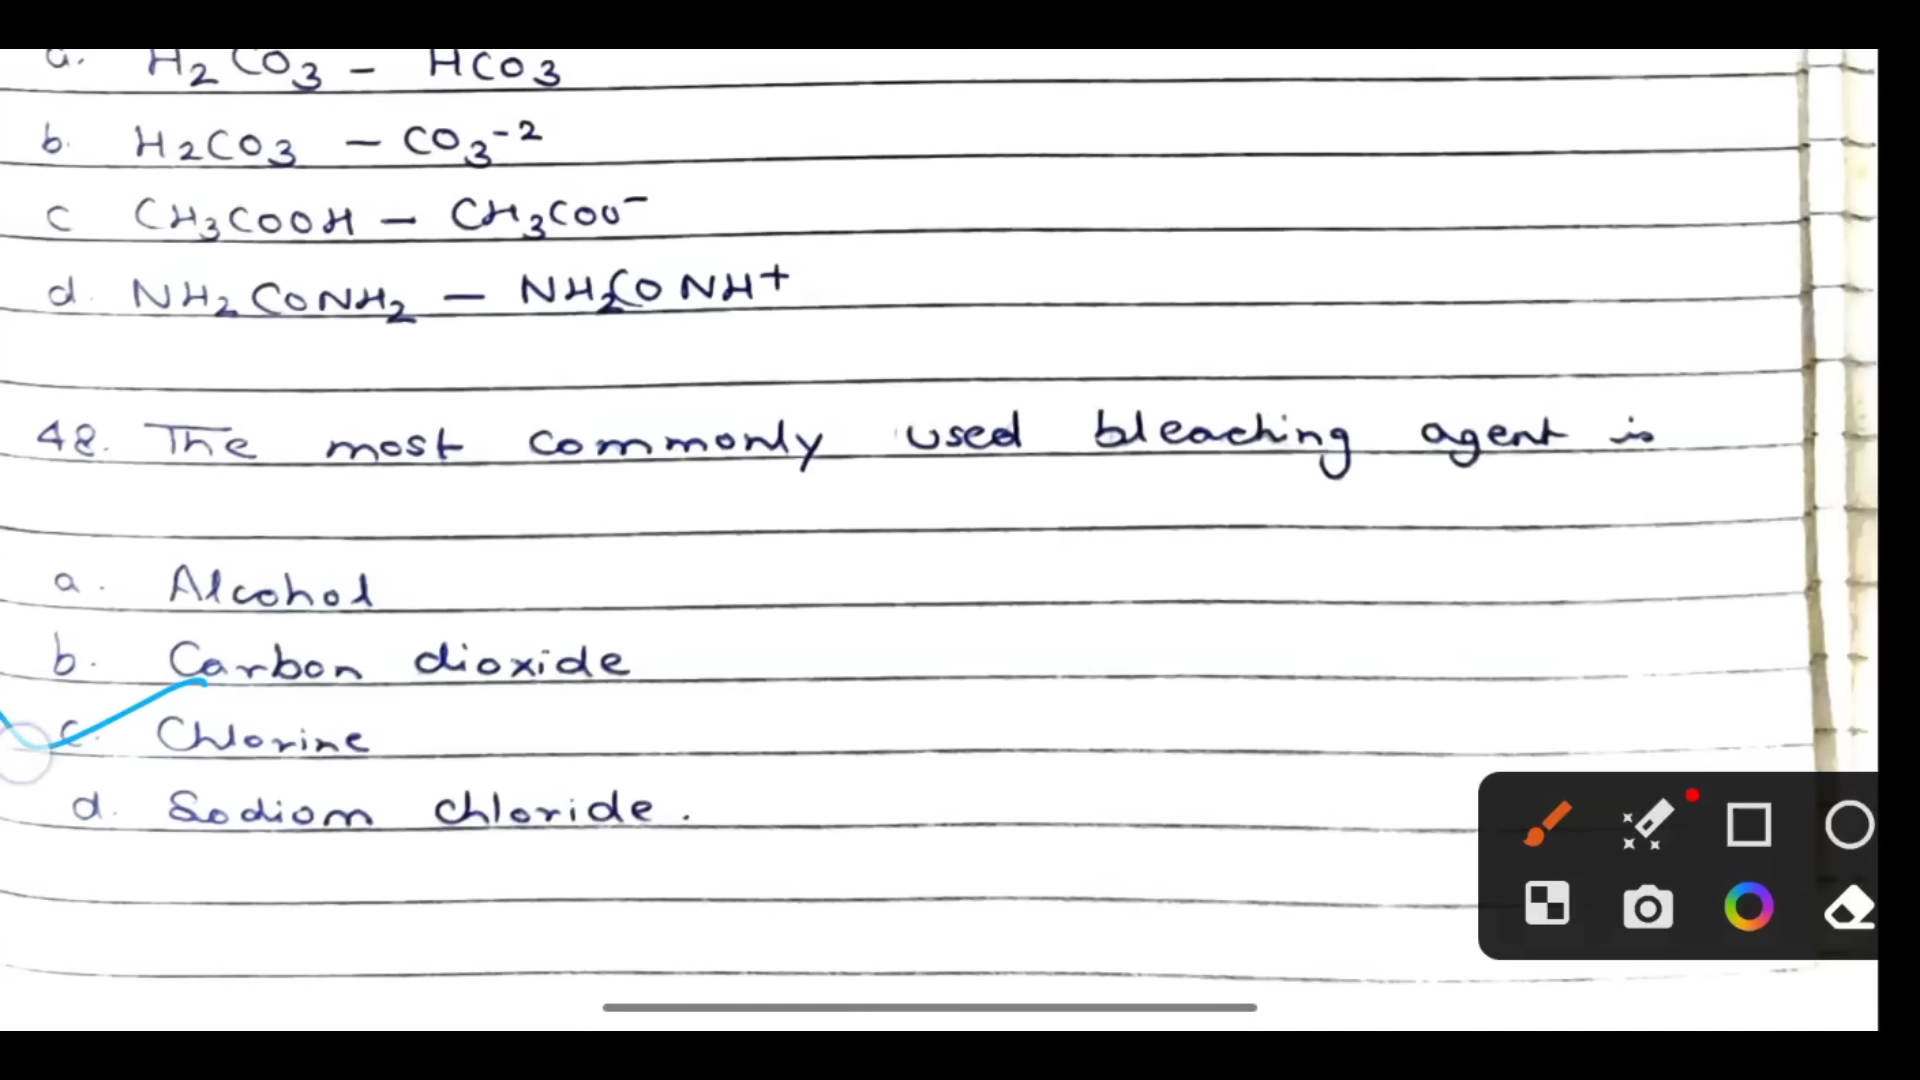 a. H2CO3 - HCO3
b. H2CO3 - CO3-2
c CH3COOH - CH3COO-
d. NH2CONH2 - NH2CONH+
48. The most commonly used bleaching agent is
a. Alcohol
b. Carbon dioxide
c. Chlorine
d. Sodiom chloride.